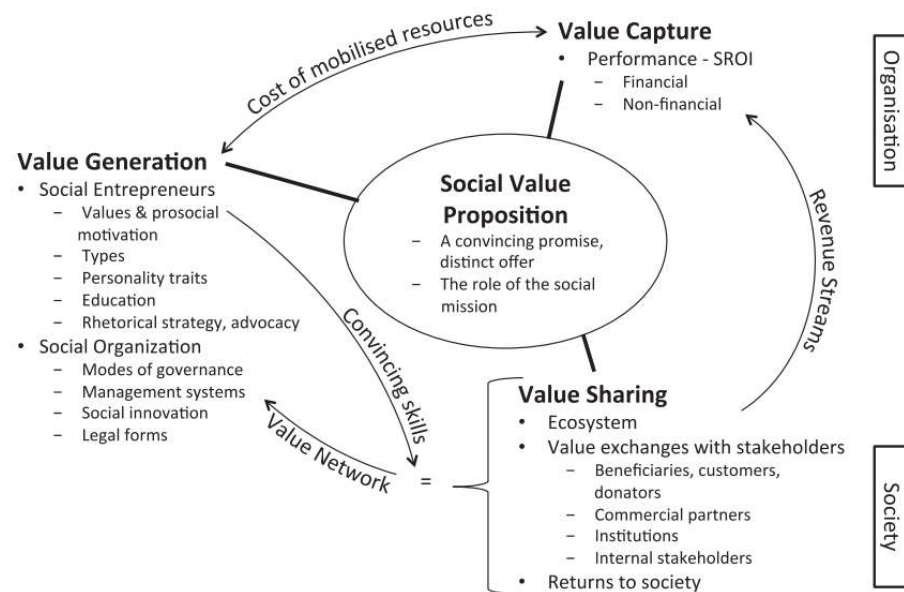 Cost of mobilised resources
Value Capture
• Performance - SROI
– Financial
– Non-financial
Organisation
Value Generation
• Social Entrepreneurs
– Values & prosocial
motivation
– Types
– Personality traits
– Education
– Rhetorical strategy, advocacy
• Social Organization
– Modes of governance
– Management systems
– Social innovation
– Legal forms
Social Value
Proposition
– A convincing promise,
distinct offer
– The role of the social
mission
Revenue Streams
Convincing skills
Value Network
=
Value Sharing
• Ecosystem
• Value exchanges with stakeholders
– Beneficiaries, customers,
donators
– Commercial partners
– Institutions
– Internal stakeholders
• Returns to society
Society